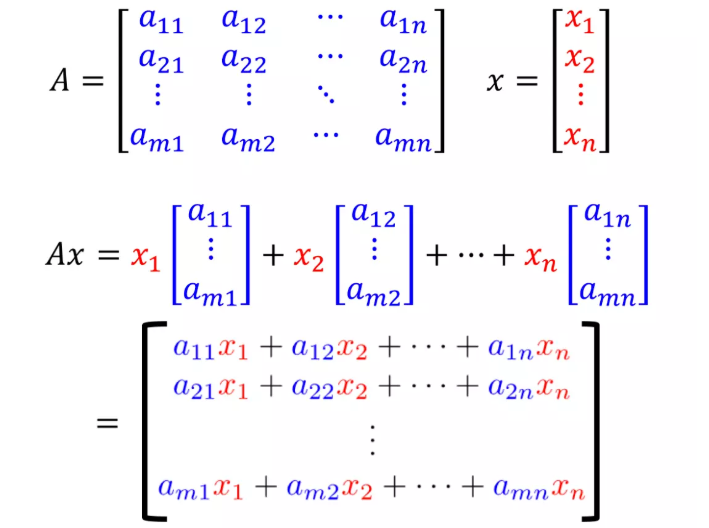 A = [a₁₁ a₁₂ ⋯ a₁ₙ x = [x₁
a₂₁ a₂₂ ⋯ a₂ₙ x₂
⋮ ⋮ ⋱ ⋮ ⋮
aₘ₁ aₘ₂ ⋯ aₘₙ] xₙ]
Ax = x₁ [a₁₁ ⋮ aₘ₁] + x₂ [a₁₂ ⋮ aₘ₂] + ⋯ + xₙ [a₁ₙ ⋮ aₘₙ]
= [a₁₁x₁ + a₁₂x₂ + ⋯ + a₁ₙxₙ
a₂₁x₁ + a₂₂x₂ + ⋯ + a₂ₙxₙ
⋮
aₘ₁x₁ + aₘ₂x₂ + ⋯ + aₘₙxₙ]